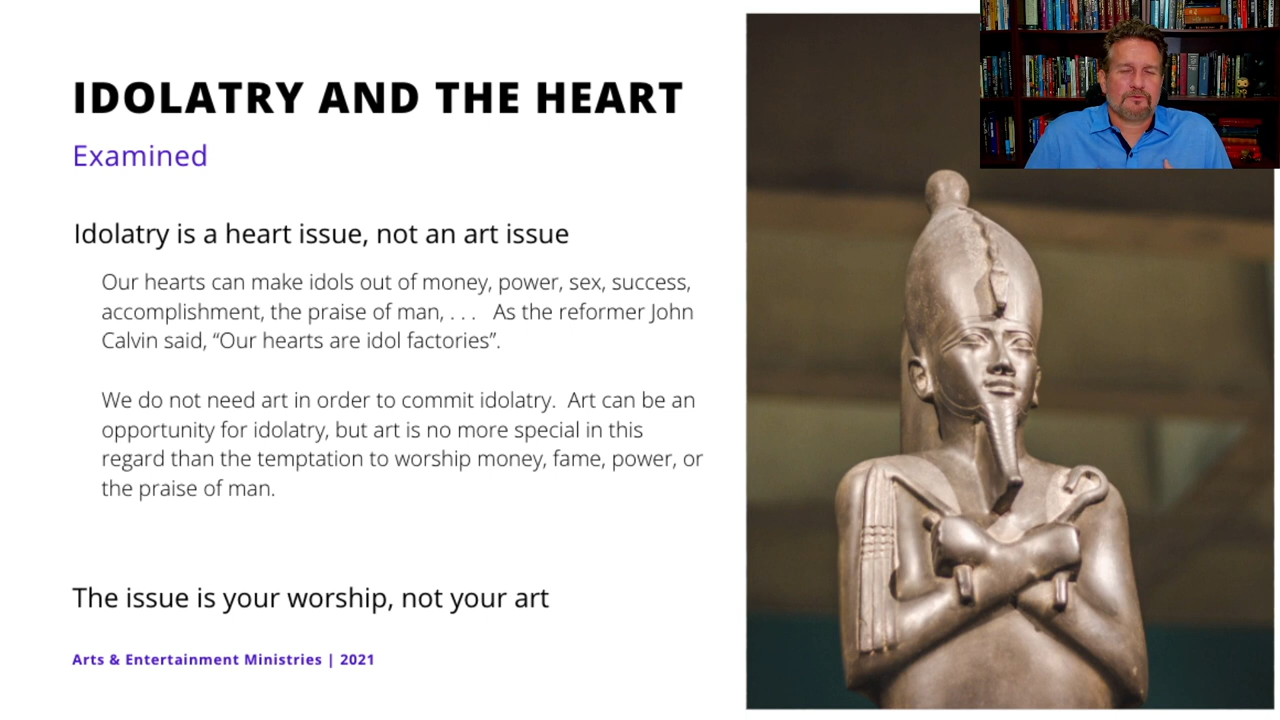 IDOLATRY AND THE HEART
Examined
Idolatry is a heart issue, not an art issue
Our hearts can make idols out of money, power, sex, success,
accomplishment, the praise of man, . . .   As the reformer John
Calvin said, “Our hearts are idol factories”.
We do not need art in order to commit idolatry.  Art can be an
opportunity for idolatry, but art is no more special in this
regard than the temptation to worship money, fame, power, or
the praise of man.
The issue is your worship, not your art
Arts & Entertainment Ministries | 2021